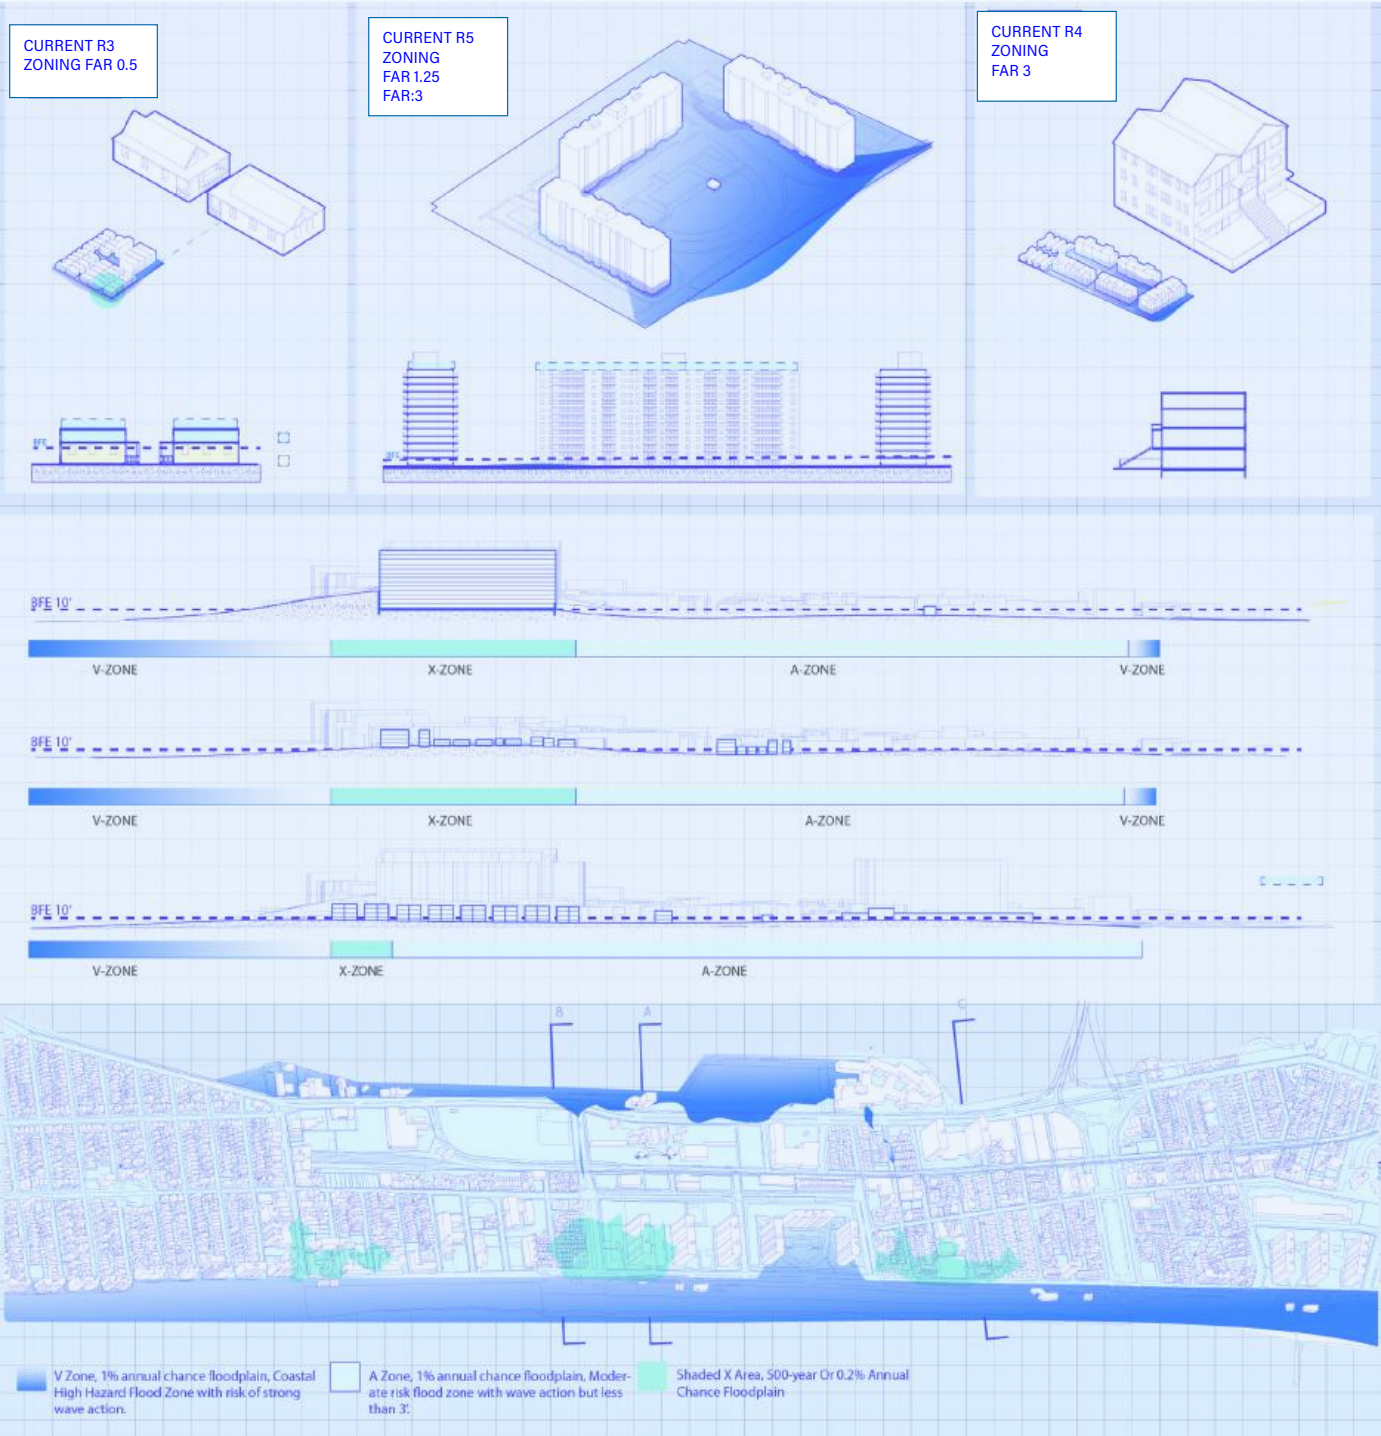 CURRENT R3
ZONING FAR 0.5
CURRENT R5
ZONING
FAR 1.25
FAR:3
CURRENT R4
ZONING
FAR 3
BFE
BFE
BFE 10'
V-ZONE
X-ZONE
A-ZONE
V-ZONE
BFE 10'
V-ZONE
X-ZONE
A-ZONE
V-ZONE
BFE 10'
V-ZONE
X-ZONE
A-ZONE
B
A
C
V Zone, 1% annual chance floodplain, Coastal
High Hazard Flood Zone with risk of strong
wave action.
A Zone, 1% annual chance floodplain, Moder-
ate risk flood zone with wave action but less
than 3'.
Shaded X Area, 500-year Or 0.2% Annual
Chance Floodplain